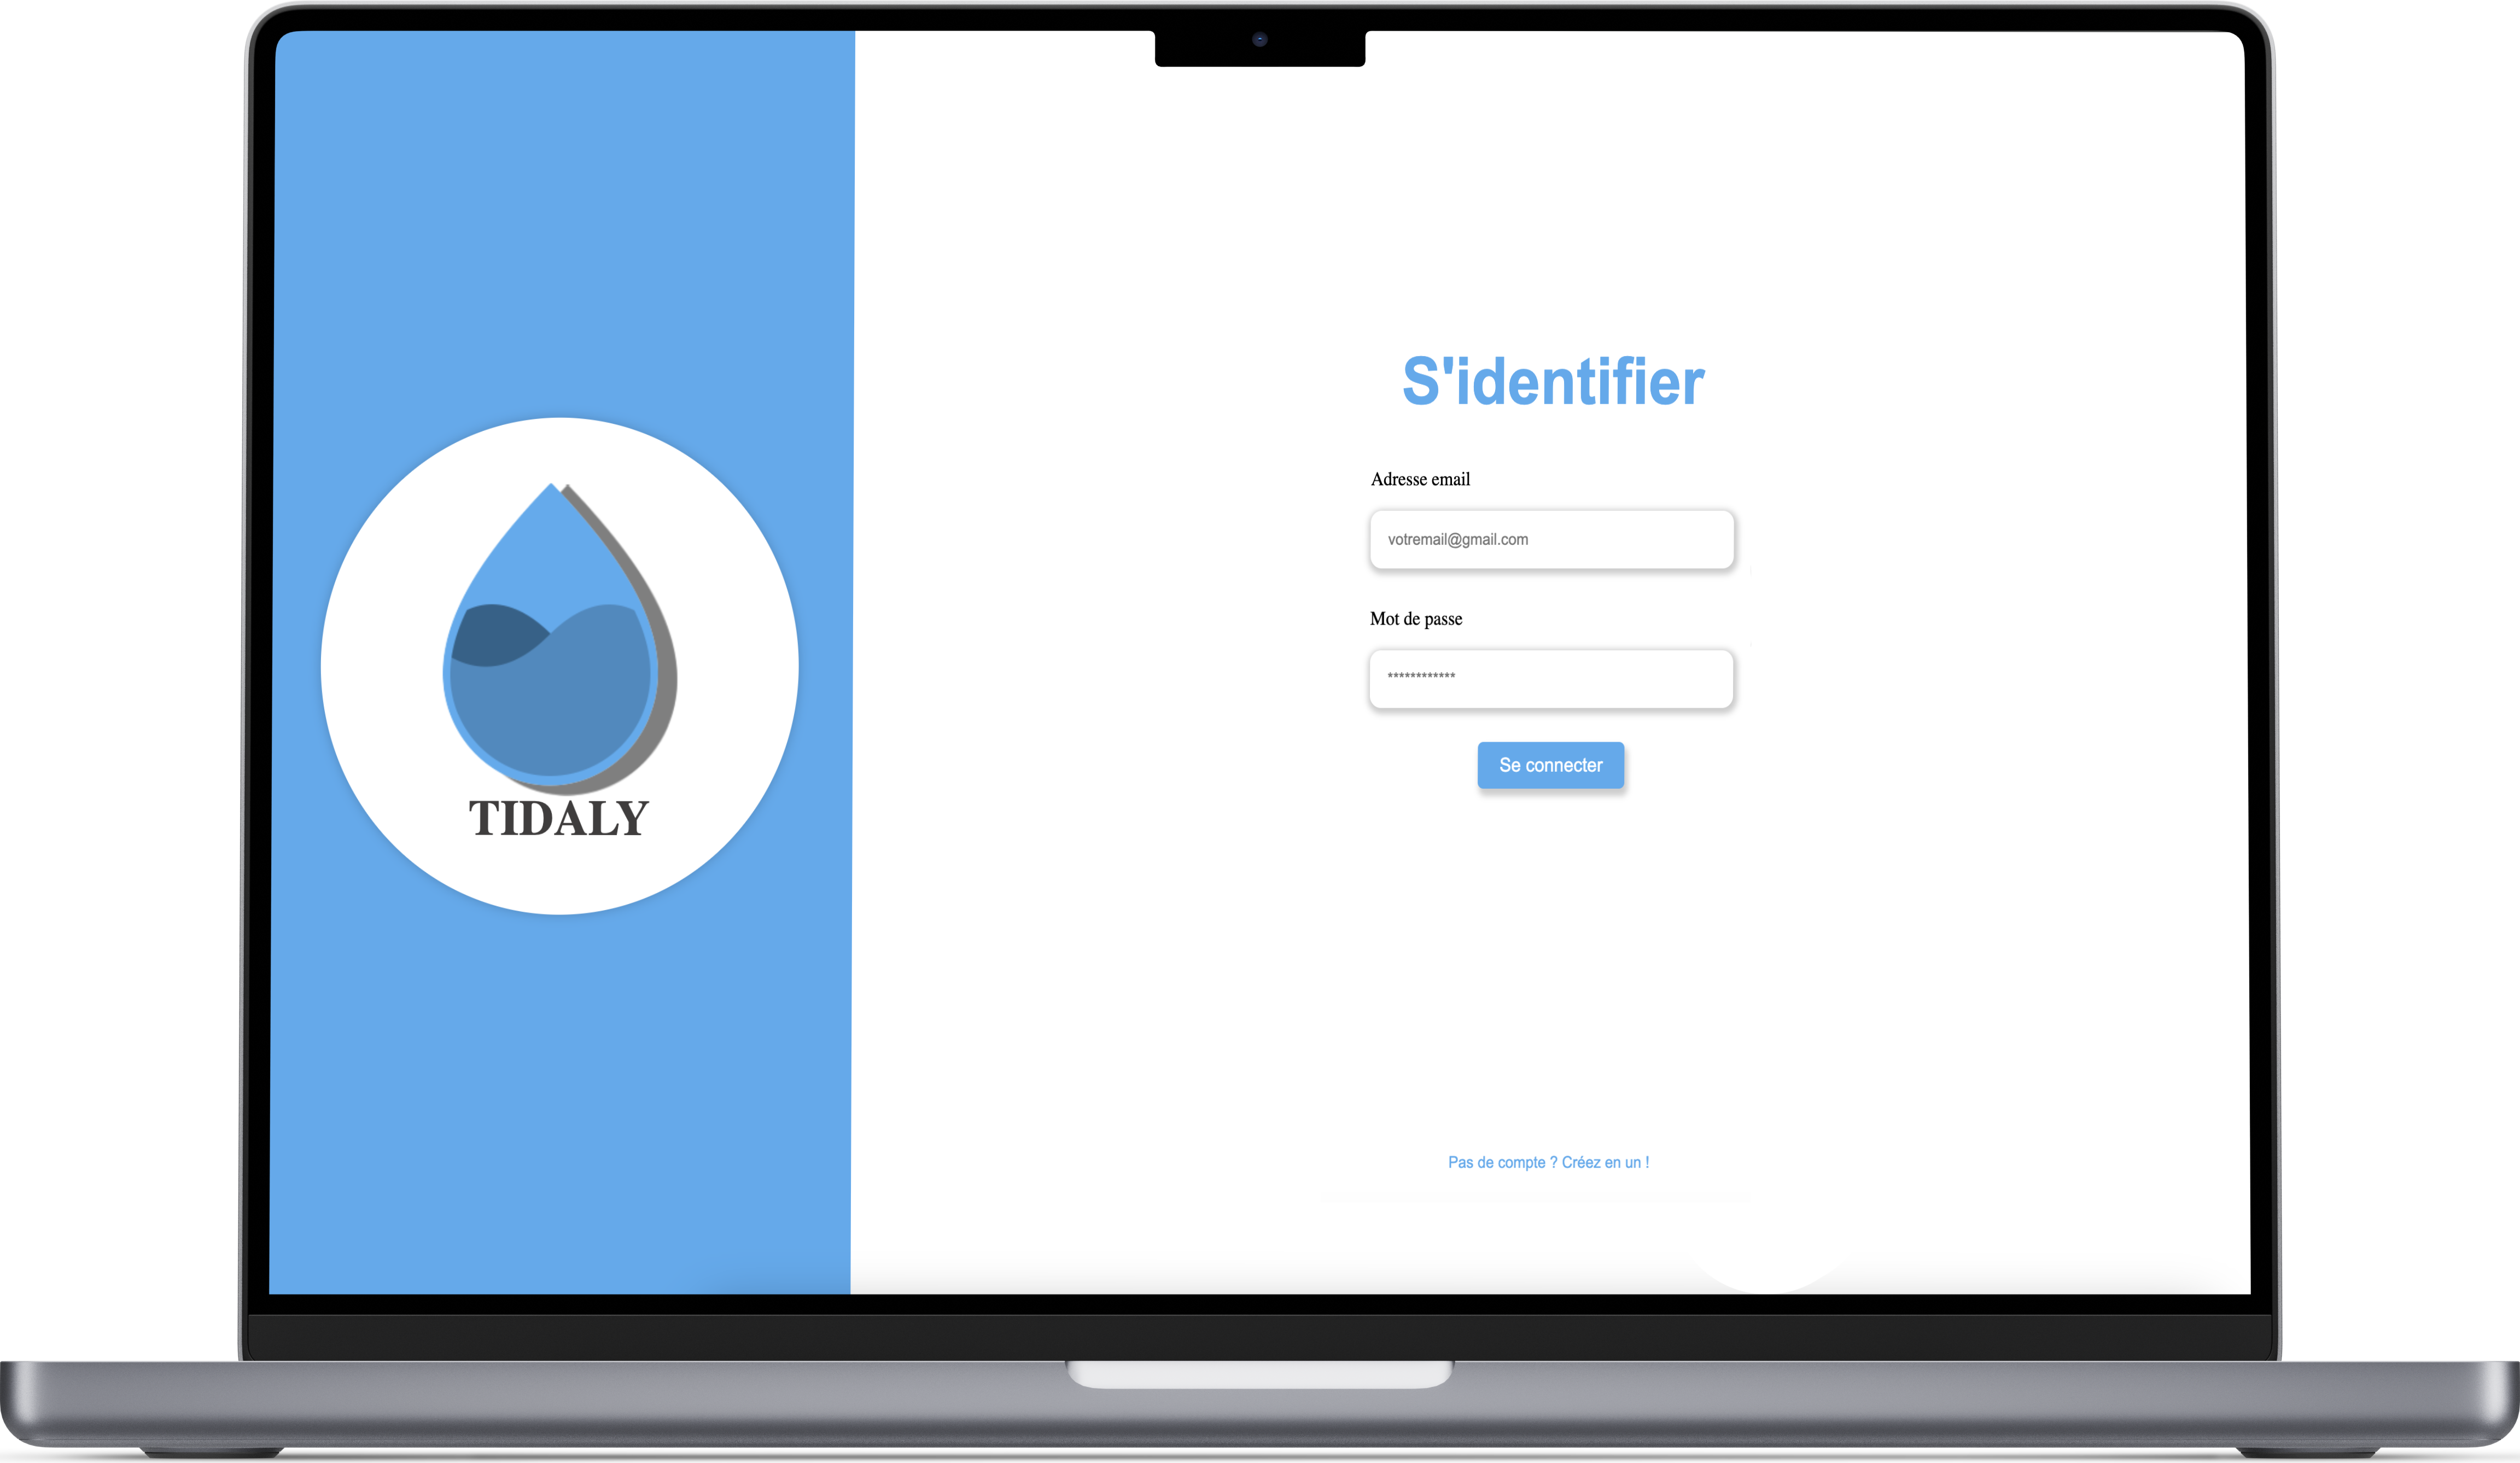 TIDALY
S'identifier
Adresse email
votremail@gmail.com
Mot de passe
************
Se connecter
Pas de compte ? Créez en un !